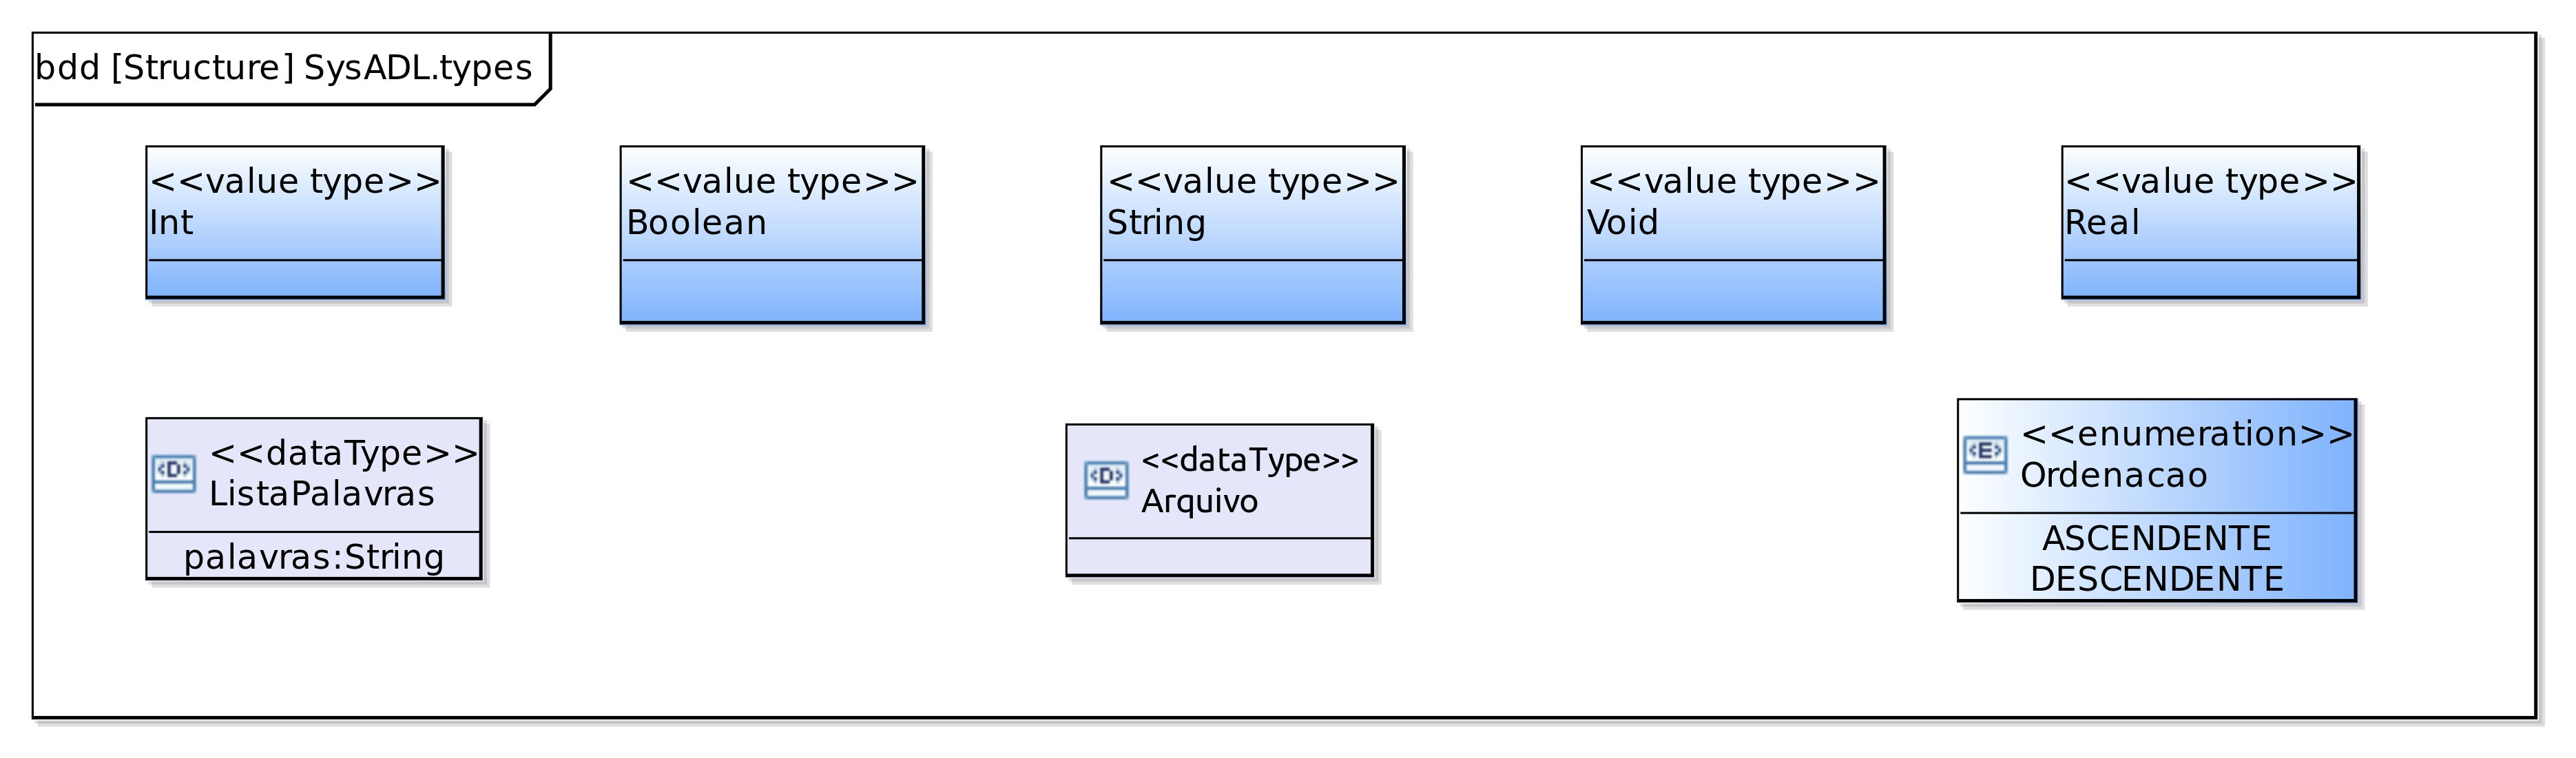 bdd [Structure] SysADL.types
<<value type>>
Int
<<value type>>
Boolean
<<value type>>
String
<<value type>>
Void
<<value type>>
Real
<D>
<<dataType>>
ListaPalavras
palavras:String
<D>
<<dataType>>
Arquivo
<E>
<<enumeration>>
Ordenacao
ASCENDENTE
DESCENDENTE